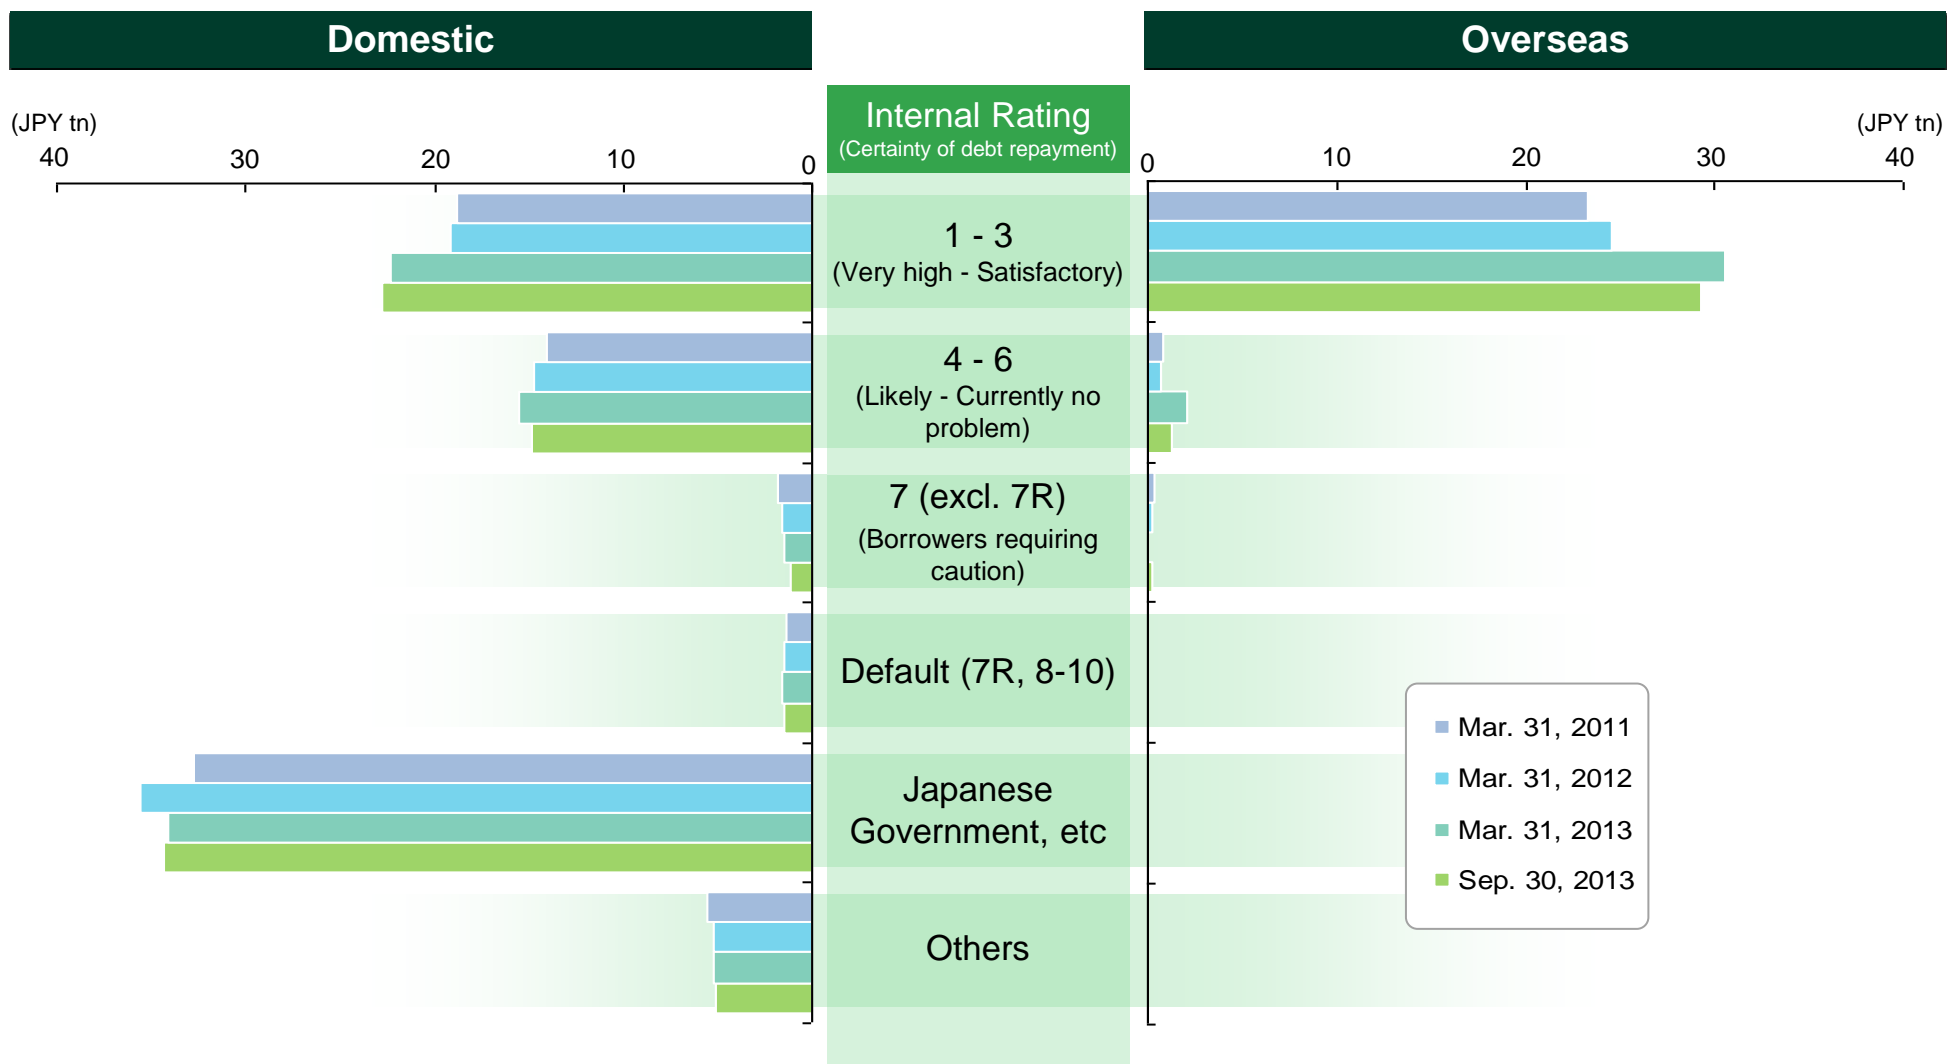 Domestic
Overseas
(JPY tn)
40
30
20
10
0
Internal Rating
(Certainty of debt repayment)
(JPY tn)
0
10
20
30
40
1 - 3
(Very high - Satisfactory)
4 - 6
(Likely - Currently no
problem)
7 (excl. 7R)
(Borrowers requiring
caution)
Default (7R, 8-10)
Japanese
Government, etc
Others
Mar. 31, 2011
Mar. 31, 2012
Mar. 31, 2013
Sep. 30, 2013